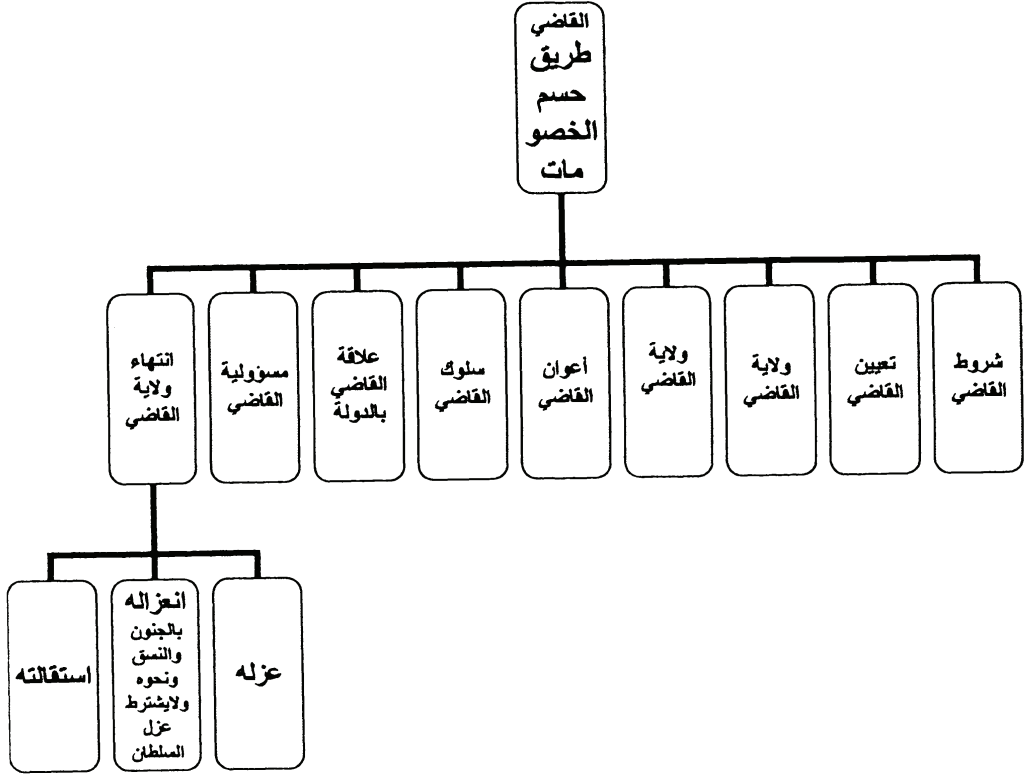 القاضي
طريق
حسم
الخصو
مات
شروط
القاضي
تعيين
القاضي
ولاية
القاضي
ولاية
القاضي
أعوان
القاضي
سلوك
القاضي
علاقة
القاضي
بالدولة
مسؤولية
القاضي
انتهاء
ولاية
القاضي
عزله
انعزاله
بالجنون
والنسق
ونحوه
ولايشترط
عزل
السلطان
استقالته